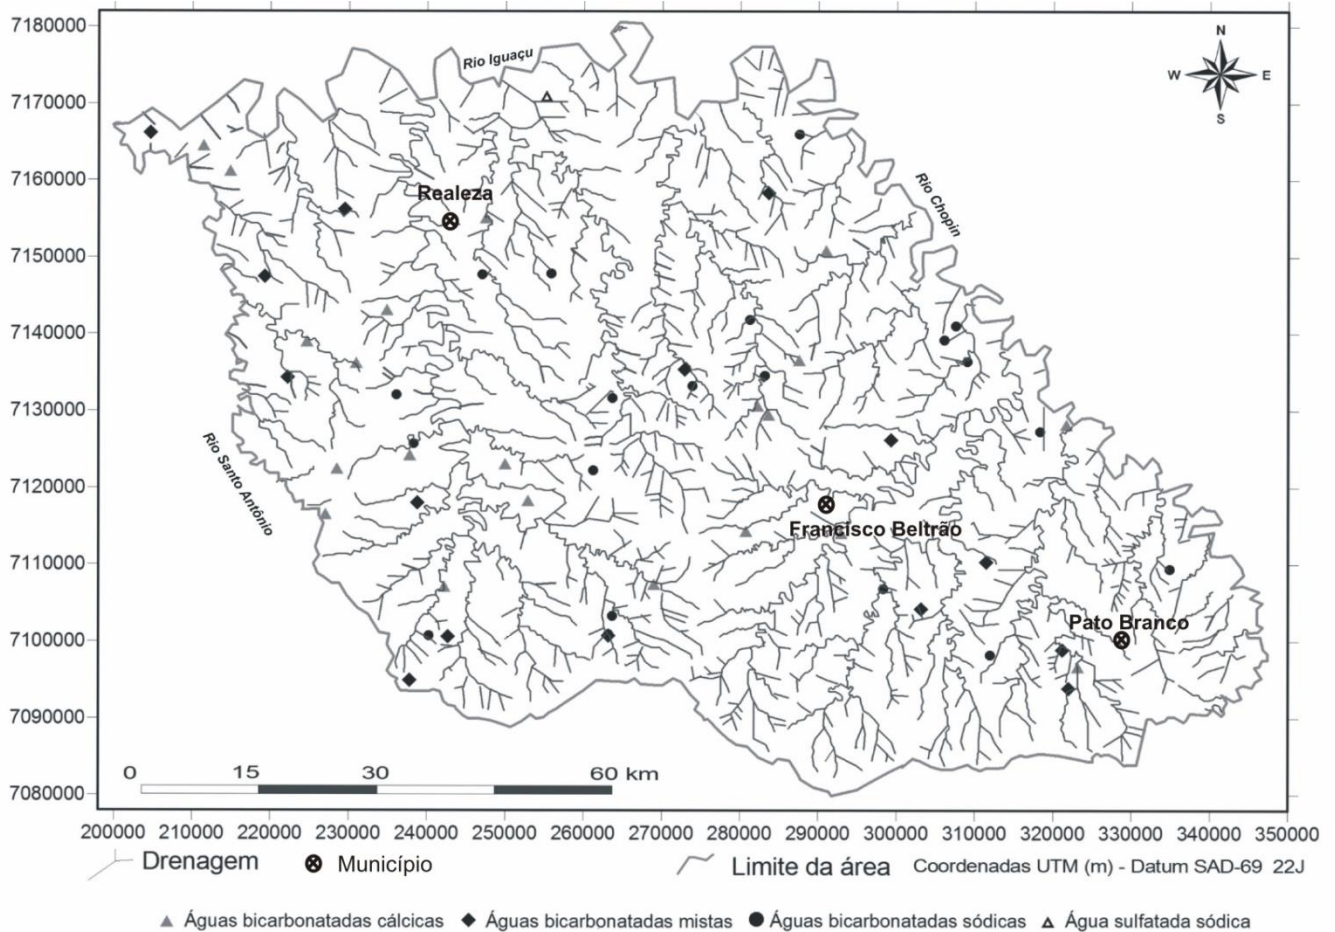 7180000
Rio Iguaçu
N
W E
S
7170000
Rio Chopin
7160000
Realeza
7150000
7140000
7130000
Rio Santo Antônio
7120000
Francisco Beltrão
7110000
Pato Branco
7100000
7090000
0 15 30 60 km
7080000
200000 210000 220000 230000 240000 250000 260000 270000 280000 290000 300000 310000 320000 330000 340000 350000
Drenagem Município Limite da área Coordenadas UTM (m) - Datum SAD-69 22J
Águas bicarbonatadas cálcicas Águas bicarbonatadas mistas Águas bicarbonatadas sódicas Água sulfatada sódica